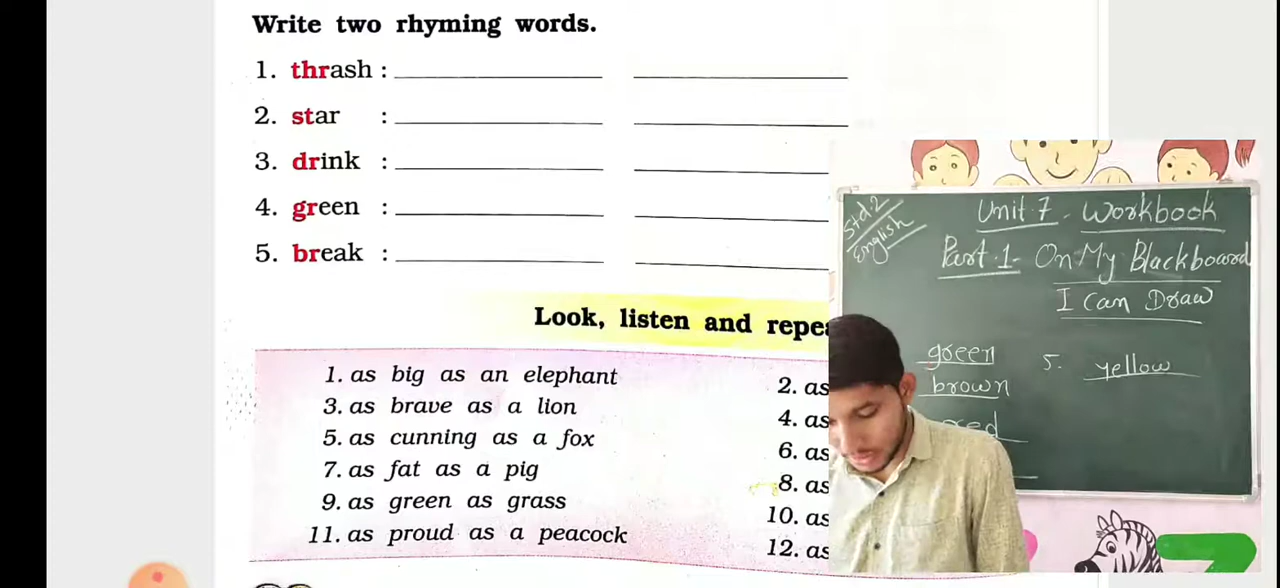 Write two rhyming words.
1. thrash :
2. star :
3. drink :
4. green :
5. break :
Look, listen and
1. as big as an elephant
2. as
3. as brave as a lion
4. as
5. as cunning as a fox
6. as
7. as fat as a pig
8. as
9. as green as grass
10. as
11. as proud as a peacock
12. as
Std.2
English
Unit 7 - Workbook
Part.1- On My Blackboard
I Can Draw
green
brown
red
5. yellow